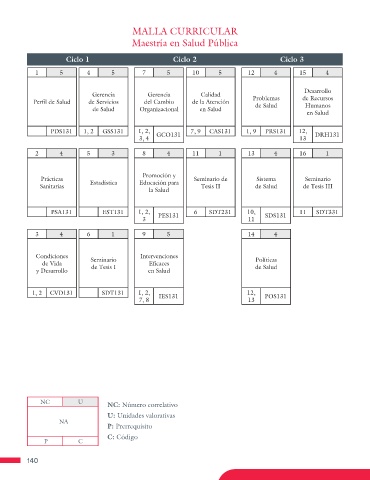 MALLA CURRICULAR
Maestría en Salud Pública
Ciclo 1 Ciclo 2 Ciclo 3
1 5 4 5 7 5 10 5 12 4 15 4
Perfil de Salud
Gerencia
de Servicios
de Salud
Gerencia
del Cambio
Organizacional
Calidad
de la Atención
en Salud
Problemas
de Salud
Desarrollo
de Recursos
Humanos
en Salud
PDS131 1, 2 GSS131 1, 2,
3, 4 GCO131 7, 9 CAS131 1, 9 PRS131 12,
13 DRH131
2 4 5 3 8 4 11 1 13 4 16 1
Prácticas
Sanitarias
Estadística
Promoción y
Educación para
la Salud
Seminario de
Tesis II
Sistema
de Salud
Seminario
de Tesis III
PSA131 EST131 1, 2,
3 PES131 6 SDT231 10,
11 SDS131 11 SDT331
3 4 6 1 9 5 14 4
Condiciones
de Vida
y Desarrollo
Seminario
de Tesis I
Intervenciones
Eficaces
en Salud
Políticas
de Salud
1, 2 CVD131 SDT131 1, 2,
7, 8 IES131 12,
13 POS131
NC U
NA
P C
NC: Número correlativo
U: Unidades valorativas
P: Prerrequisito
C: Código
140